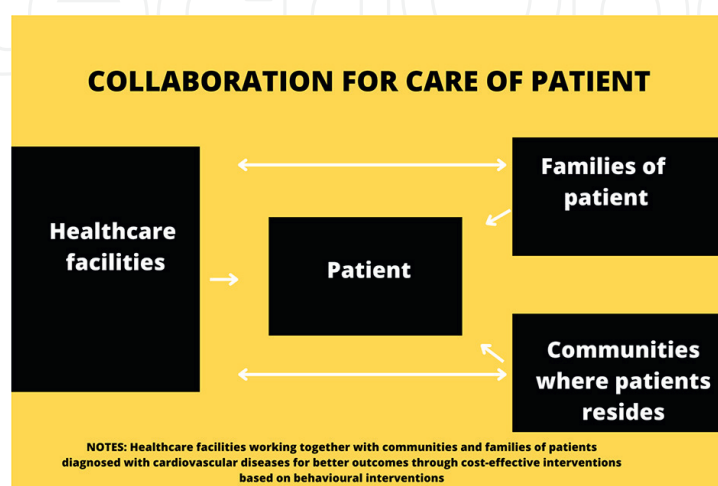 COLLABORATION FOR CARE OF PATIENT
Healthcare
facilities
Patient
Families of
patient
Communities
where patients
resides
NOTES: Healthcare facilities working together with communities and families of patients
diagnosed with cardiovascular diseases for better outcomes through cost-effective interventions
based on behavioural interventions